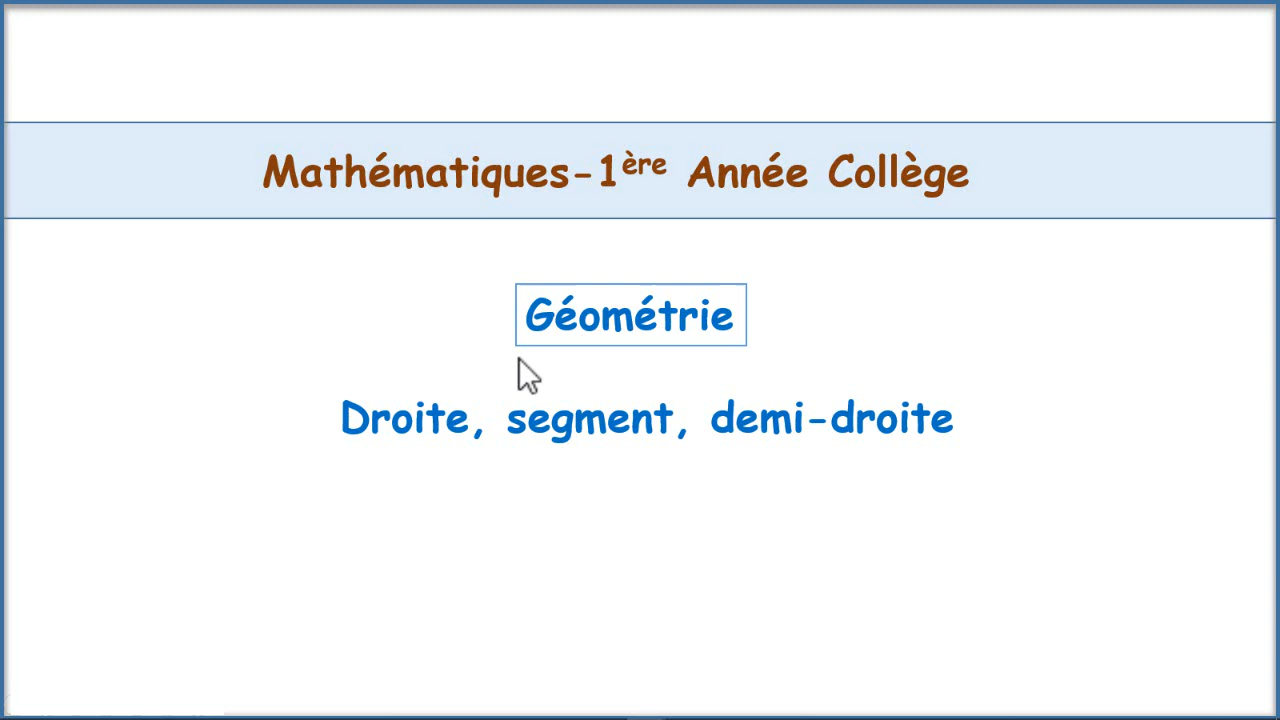 Mathématiques-1ère Année Collège
Géométrie
Droite, segment, demi-droite